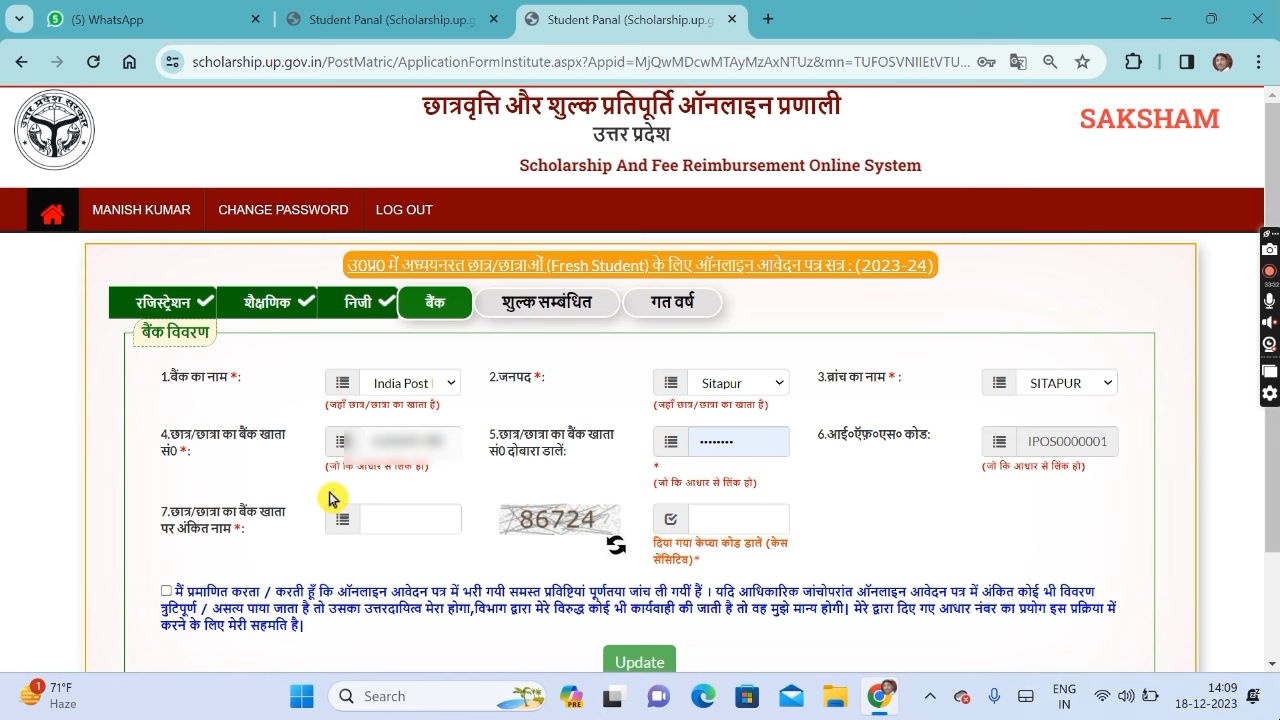 (5) WhatsApp
Student Panal (Scholarship.up.g
Student Panal (Scholarship.up.g
scholarship.up.gov.in/PostMatric/ApplicationFormInstitute.aspx?Appid=MjQwMDcwMTAyMzAxNTUz&mn=TUFOSVNIIEtVTU...
छात्रवृत्ति और शुल्क प्रतिपूर्ति ऑनलाइन प्रणाली
उत्तर प्रदेश
Scholarship And Fee Reimbursement Online System
SAKSHAM
MANISH KUMAR CHANGE PASSWORD LOG OUT
उ0प्र0 में अध्ययनरत छात्र/छात्राओं (Fresh Student) के लिए ऑनलाइन आवेदन पत्र सत्र : (2023-24)
रजिस्ट्रेशन शैक्षणिक निजी बैंक शुल्क सम्बंधित गत वर्ष
बैंक विवरण
1.बैंक का नाम *: India Post 2.जनपद *: Sitapur 3.ब्रांच का नाम * : SITAPUR
(जहाँ छात्र/छात्रा का खाता है) (जहाँ छात्र/छात्रा का खाता है)
4.छात्र/छात्रा का बैंक खाता 5.छात्र/छात्रा का बैंक खाता 6.आई०ऍफ़०एस० कोड: IPOS0000001
सं0 *: सं0 दोबारा डालें: ••••••••
(जो कि आधार से लिंक हो) * (जो कि आधार से लिंक हो)
(जो कि आधार से लिंक हो)
7.छात्र/छात्रा का बैंक खाता 86724
पर अंकित नाम *:
दिया गया केप्चा कोड डालें (केस
सेंसिटिव)*
मैं प्रमाणित करता / करती हूँ कि ऑनलाइन आवेदन पत्र में भरी गयी समस्त प्रविष्टियां पूर्णतया जांच ली गयीं हैं । यदि आधिकारिक जांचोपरांत ऑनलाइन आवेदन पत्र में अंकित कोई भी विवरण
त्रुटिपूर्ण / असत्य पाया जाता है तो उसका उत्तरदायित्व मेरा होगा,विभाग द्वारा मेरे विरुद्ध कोई भी कार्यवाही की जाती है तो वह मुझे मान्य होगी| मेरे द्वारा दिए गए आधार नंबर का प्रयोग इस प्रक्रिया में
करने के लिए मेरी सहमति है|
Update
33:52
1
71°F
Haze
Search
PRE
ENG
IN
14:09
18-12-2023